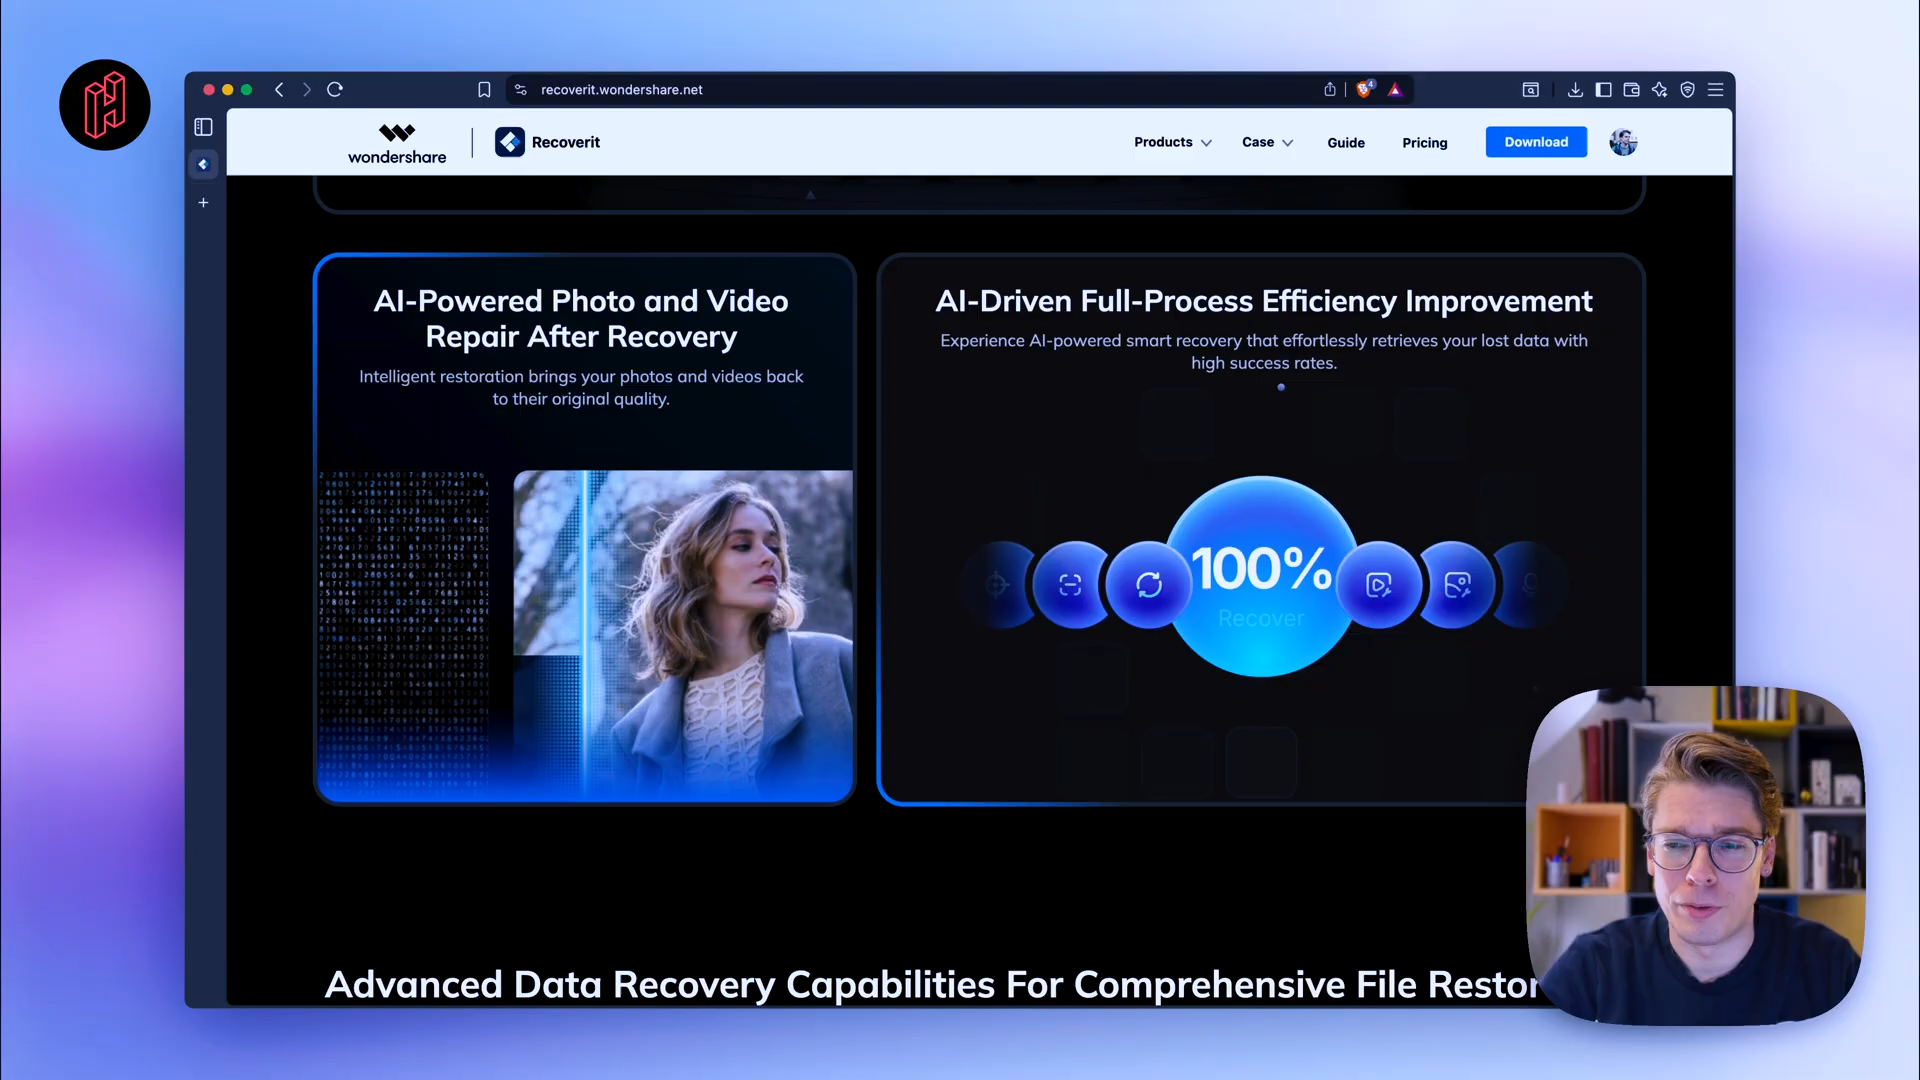 recoverit.wondershare.net
wondershare
Recoverit
Products
Case
Guide
Pricing
Download
AI-Powered Photo and Video
Repair After Recovery
Intelligent restoration brings your photos and videos back
to their original quality.
AI-Driven Full-Process Efficiency Improvement
Experience AI-powered smart recovery that effortlessly retrieves your lost data with
high success rates.
100%
Recover
Advanced Data Recovery Capabilities For Comprehensive File Restor